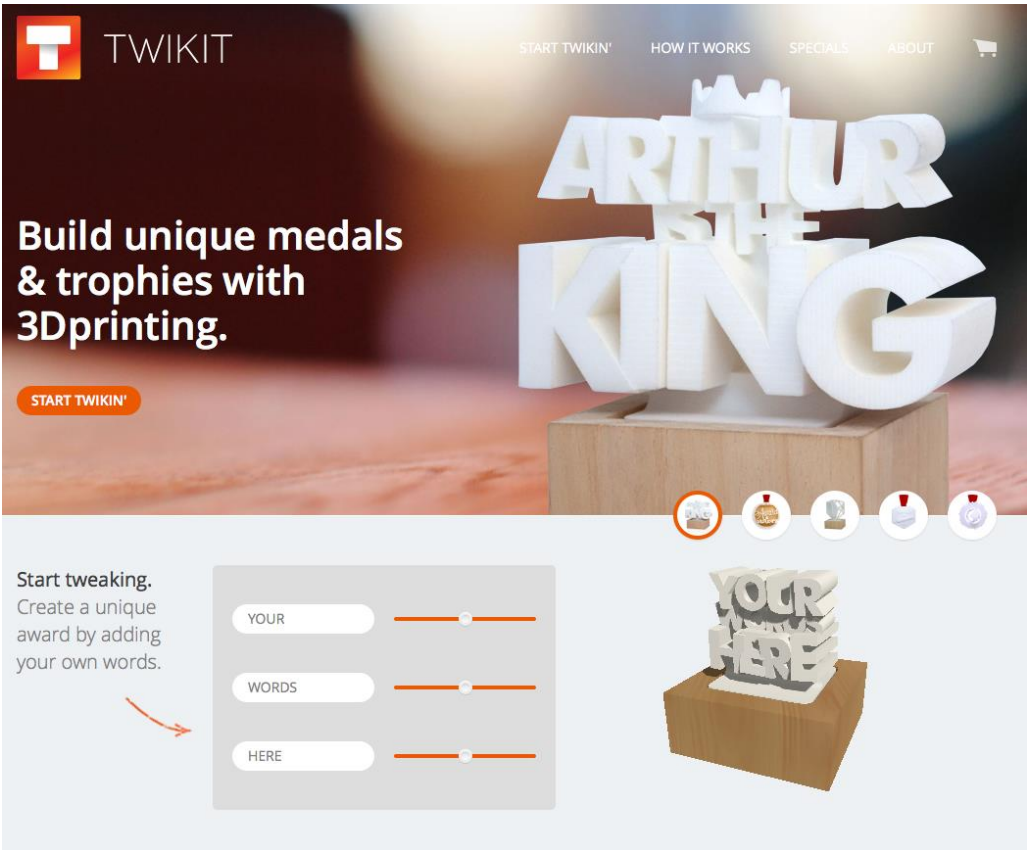 T TWIKIT
START TWIKIN' HOW IT WORKS SPECIALS ABOUT
ARTHUR
IS THE
KING
Build unique medals
& trophies with
3Dprinting.
START TWIKIN'
Start tweaking.
Create a unique
award by adding
your own words.
YOUR
WORDS
HERE
YOUR
WORDS
HERE